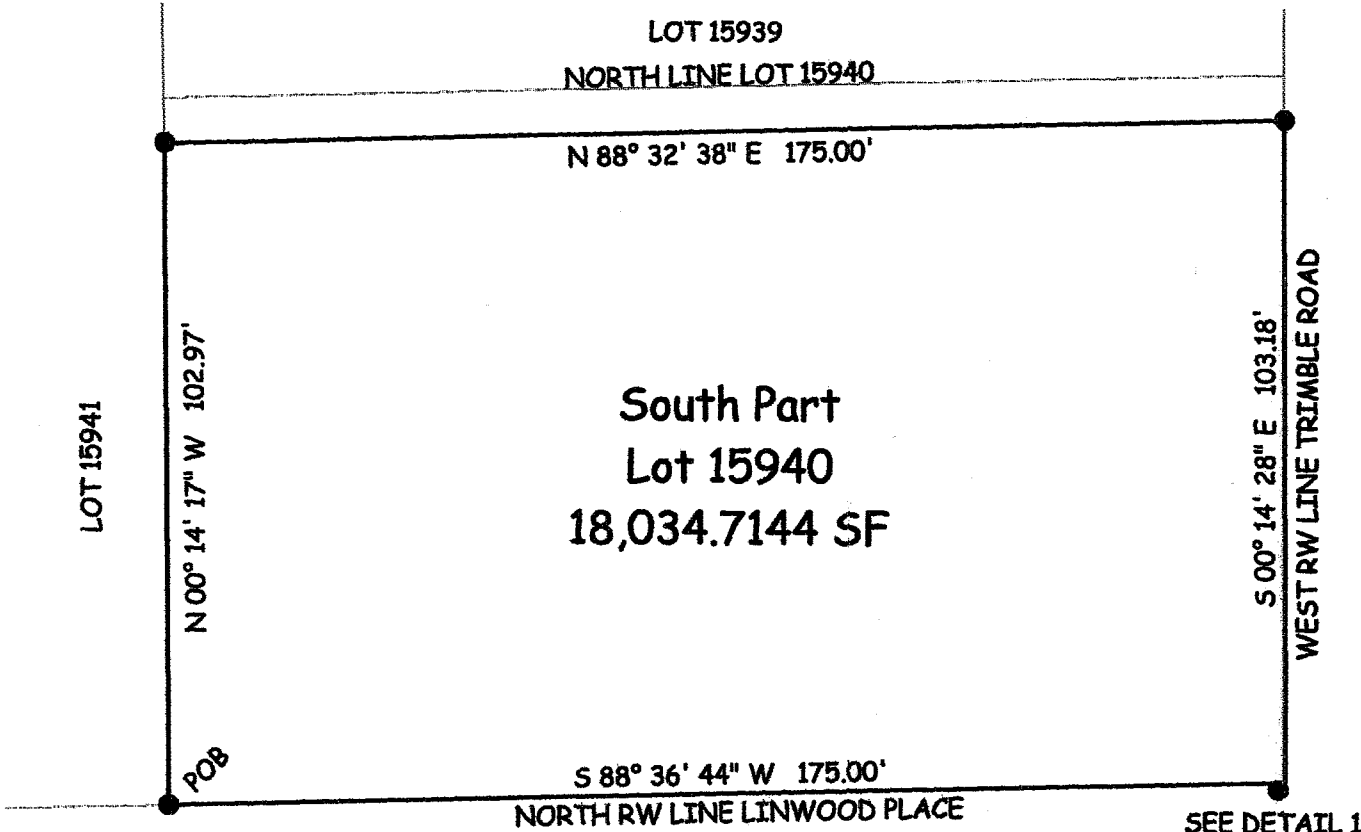 LOT 15939
NORTH LINE LOT 15940
N 88° 32' 38" E 175.00'
LOT 15941
N 00° 14' 17" W 102.97'
South Part
Lot 15940
18,034.7144 SF
S 00° 14' 28" E 103.18'
WEST RW LINE TRIMBLE ROAD
POB
S 88° 36' 44" W 175.00'
NORTH RW LINE LINWOOD PLACE
SEE DETAIL 1